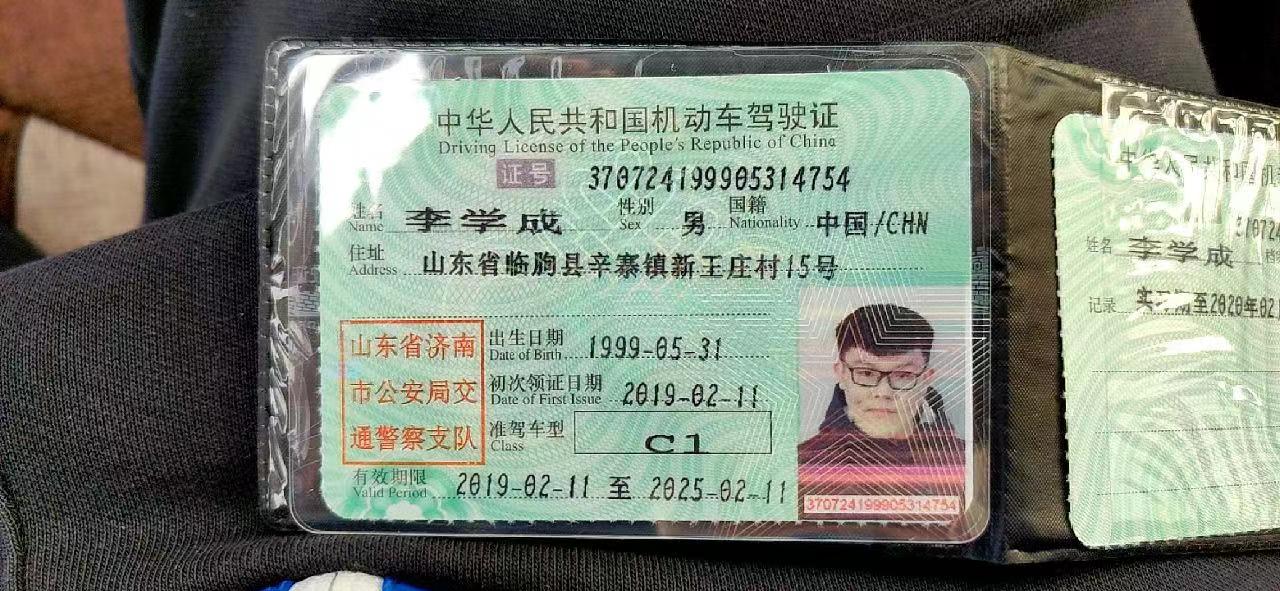 中华人民共和国机动车驾驶证
Driving License of the People's Republic of China
证号 370724199905314754
姓名 Name 李学成 性别 Sex 男 国籍 Nationality 中国/CHN
住址 Address 山东省临朐县辛寨镇新王庄村15号
山东省济南
市公安局交
通警察支队
出生日期 Date of Birth 1999-05-31
初次领证日期 Date of First Issue 2019-02-11
准驾车型 Class C1
有效期限 Valid Period 2019-02-11 至 2025-02-11
370724199905314754
中华人民共和国机
姓名 李学成
记录 实习期至2020年02